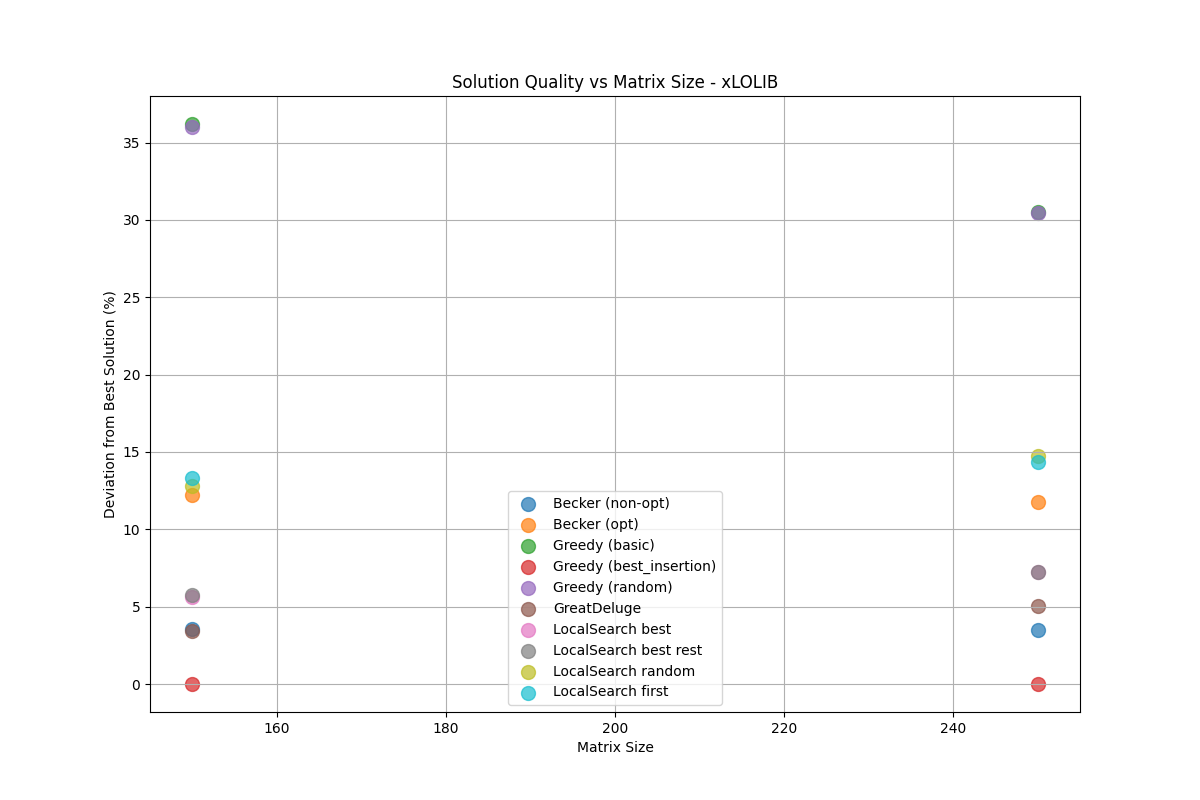 Solution Quality vs Matrix Size - xLOLIB
Deviation from Best Solution (%)
35
30
25
20
15
10
5
0
Becker (non-opt)
Becker (opt)
Greedy (basic)
Greedy (best_insertion)
Greedy (random)
GreatDeluge
LocalSearch best
LocalSearch best rest
LocalSearch random
LocalSearch first
160
180
200
220
240
Matrix Size